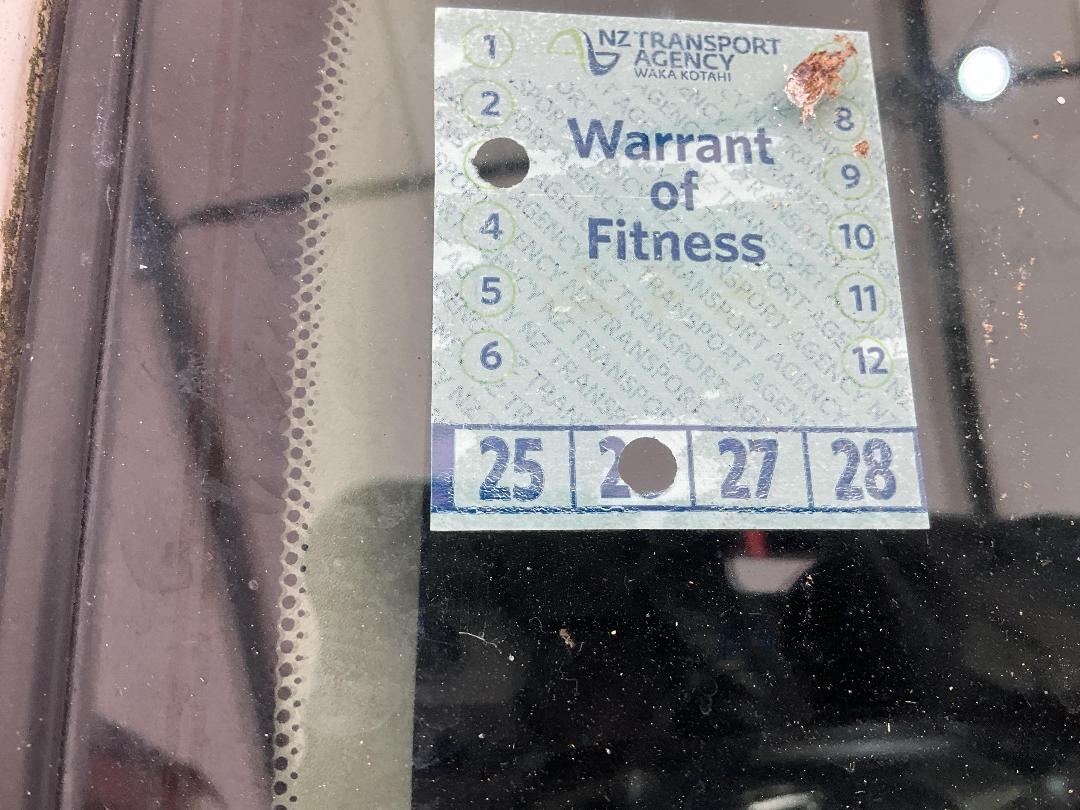 NZ TRANSPORT
AGENCY
WAKA KOTAHI
Warrant
of
Fitness
1
2
4
5
6
8
9
10
11
12
25
2
27
28